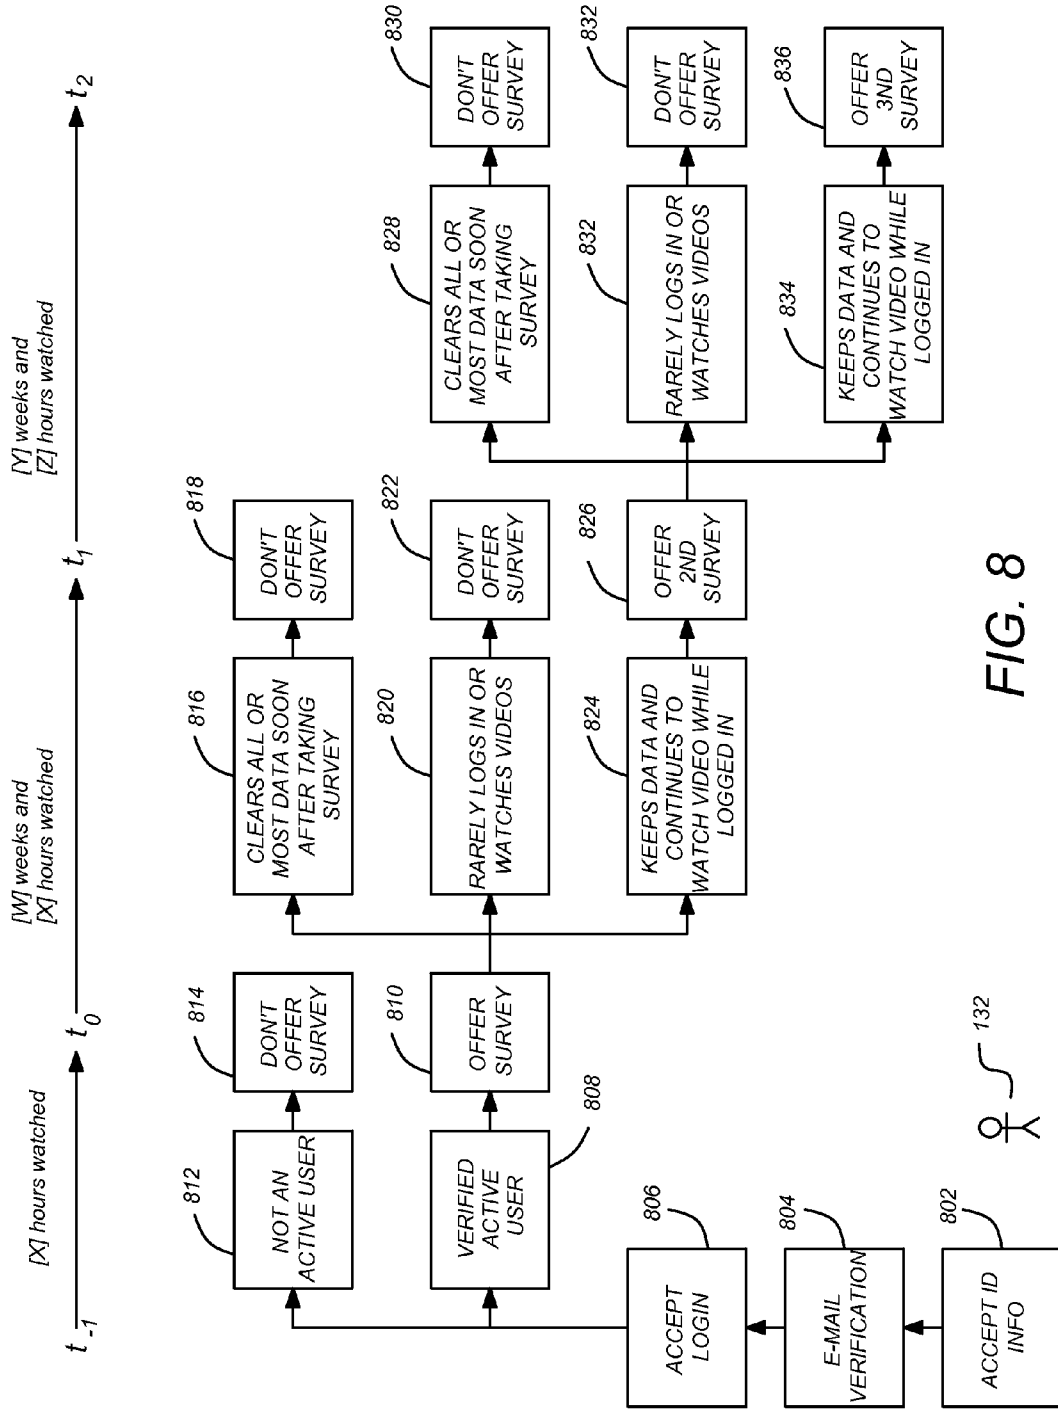 t-1
[X] hours watched
t0
[W] weeks and
[X] hours watched
t1
[Y] weeks and
[Z] hours watched
t2
812
NOT AN
ACTIVE USER
814
DON'T
OFFER
SURVEY
816
CLEARS ALL OR
MOST DATA SOON
AFTER TAKING
SURVEY
818
DON'T
OFFER
SURVEY
808
VERIFIED
ACTIVE
USER
810
OFFER
SURVEY
820
RARELY LOGS IN OR
WATCHES VIDEOS
822
DON'T
OFFER
SURVEY
828
CLEARS ALL OR
MOST DATA SOON
AFTER TAKING
SURVEY
830
DON'T
OFFER
SURVEY
806
ACCEPT
LOGIN
824
KEEPS DATA AND
CONTINUES TO
WATCH VIDEO WHILE
LOGGED IN
826
OFFER
2ND
SURVEY
832
RARELY LOGS IN OR
WATCHES VIDEOS
832
DON'T
OFFER
SURVEY
804
E-MAIL
VERIFICATION
834
KEEPS DATA AND
CONTINUES TO
WATCH VIDEO WHILE
LOGGED IN
836
OFFER
3ND
SURVEY
802
ACCEPT ID
INFO
132
FIG. 8